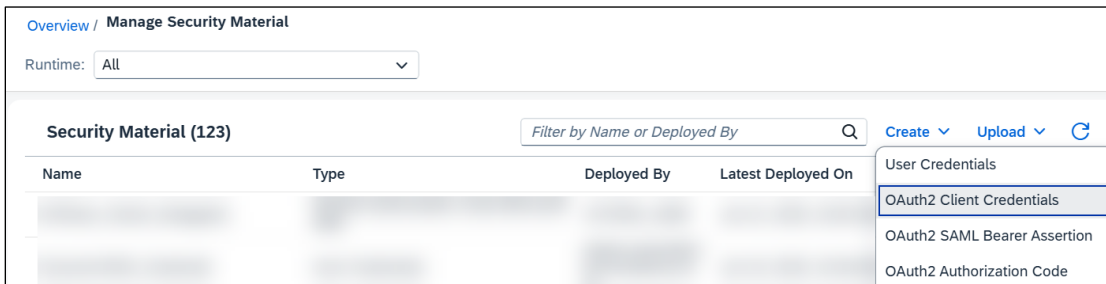 Overview / Manage Security Material
Runtime: All
Security Material (123)
Filter by Name or Deployed By
Create
Upload
Name
Type
Deployed By
Latest Deployed On
User Credentials
OAuth2 Client Credentials
OAuth2 SAML Bearer Assertion
OAuth2 Authorization Code